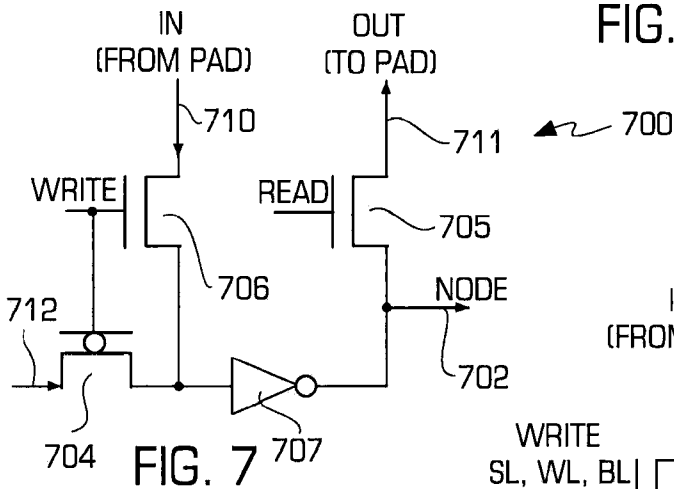 IN
(FROM PAD)
OUT
(TO PAD)
FIG.
710
711
700
WRITE
READ
705
706
712
NODE
(FROM
702
704
707
FIG. 7
WRITE
SL, WL, BL